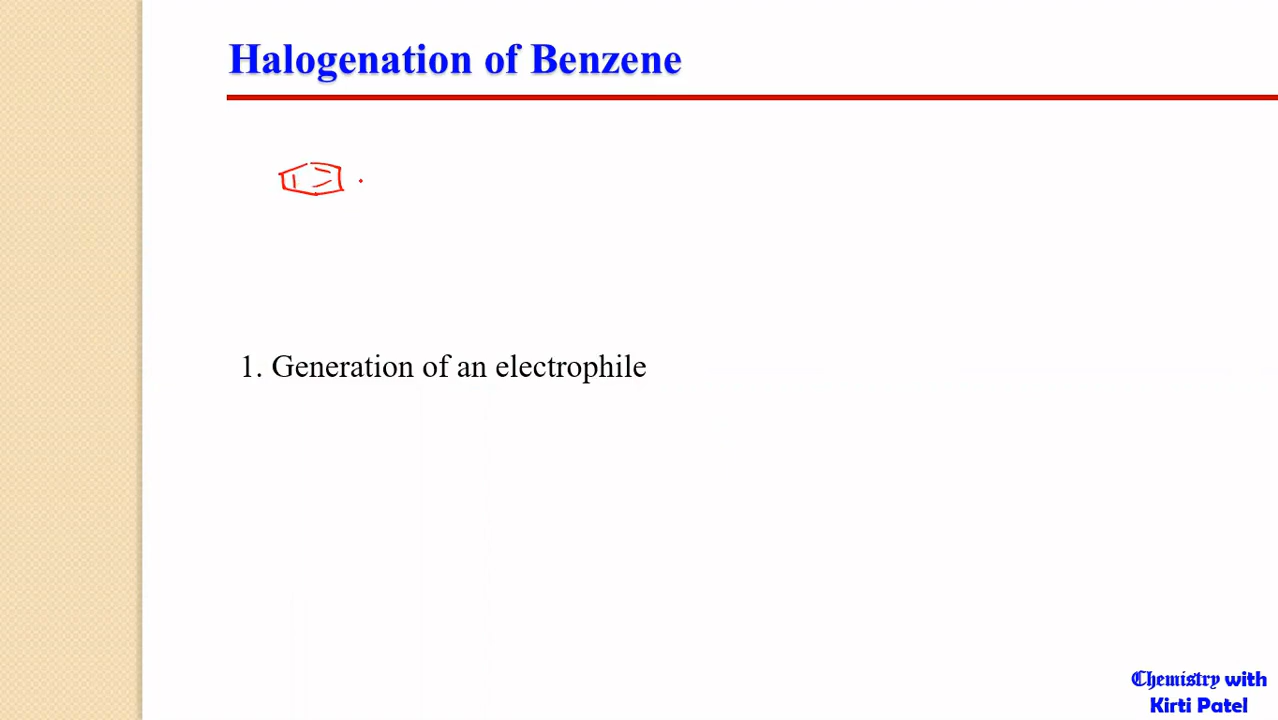 Halogenation of Benzene
1. Generation of an electrophile
Chemistry with
Kirti Patel